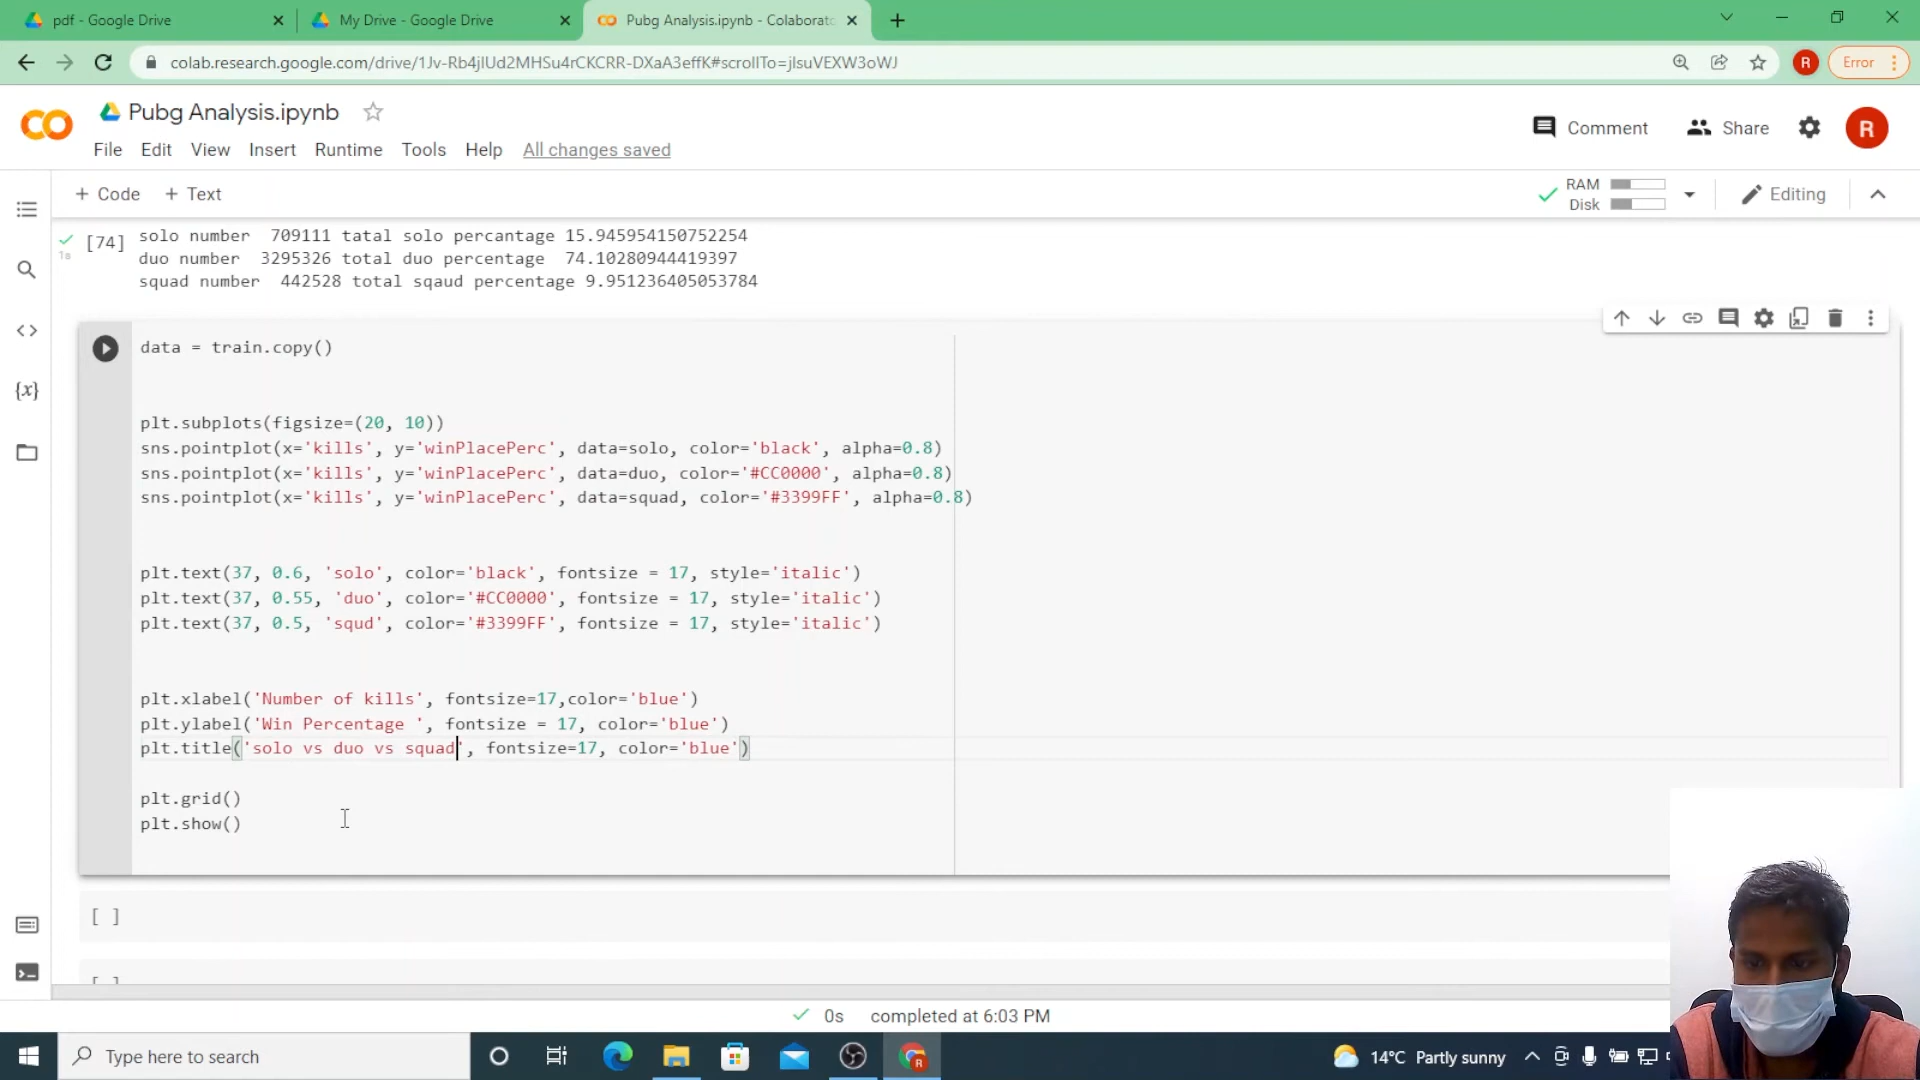 pdf - Google Drive
My Drive - Google Drive
Pubg Analysis.ipynb - Colaborato
colab.research.google.com/drive/1Jv-Rb4jlUd2MHSu4rCKCRR-DXaA3effK#scrollTo=jlsuVEXW3oWJ
R
Error
Pubg Analysis.ipynb
Comment
Share
R
File Edit View Insert Runtime Tools Help All changes saved
+ Code + Text
RAM
Disk
Editing
[74] solo number  709111 tatal solo percantage 15.945954150752254
1s
duo number  3295326 total duo percentage  74.10280944419397
squad number  442528 total sqaud percentage 9.951236405053784
data = train.copy()
plt.subplots(figsize=(20, 10))
sns.pointplot(x='kills', y='winPlacePerc', data=solo, color='black', alpha=0.8)
sns.pointplot(x='kills', y='winPlacePerc', data=duo, color='#CC0000', alpha=0.8)
sns.pointplot(x='kills', y='winPlacePerc', data=squad, color='#3399FF', alpha=0.8)
plt.text(37, 0.6, 'solo', color='black', fontsize = 17, style='italic')
plt.text(37, 0.55, 'duo', color='#CC0000', fontsize = 17, style='italic')
plt.text(37, 0.5, 'squd', color='#3399FF', fontsize = 17, style='italic')
plt.xlabel('Number of kills', fontsize=17,color='blue')
plt.ylabel('Win Percentage ', fontsize = 17, color='blue')
plt.title('solo vs duo vs squad', fontsize=17, color='blue')
plt.grid()
plt.show()
[ ]
[ ]
0s completed at 6:03 PM
Type here to search
14°C Partly sunny